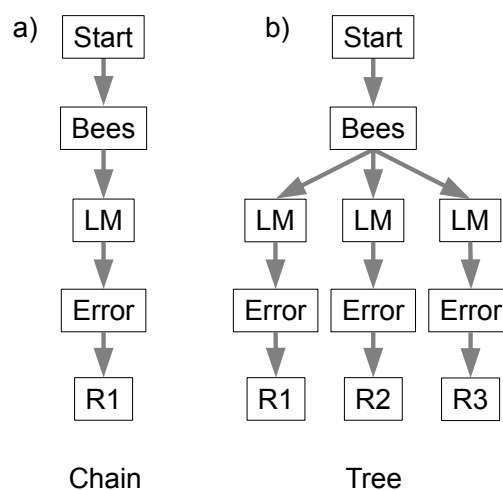 a)
Start
Bees
LM
Error
R1
Chain
b)
Start
Bees
LM LM LM
Error Error Error
R1 R2 R3
Tree